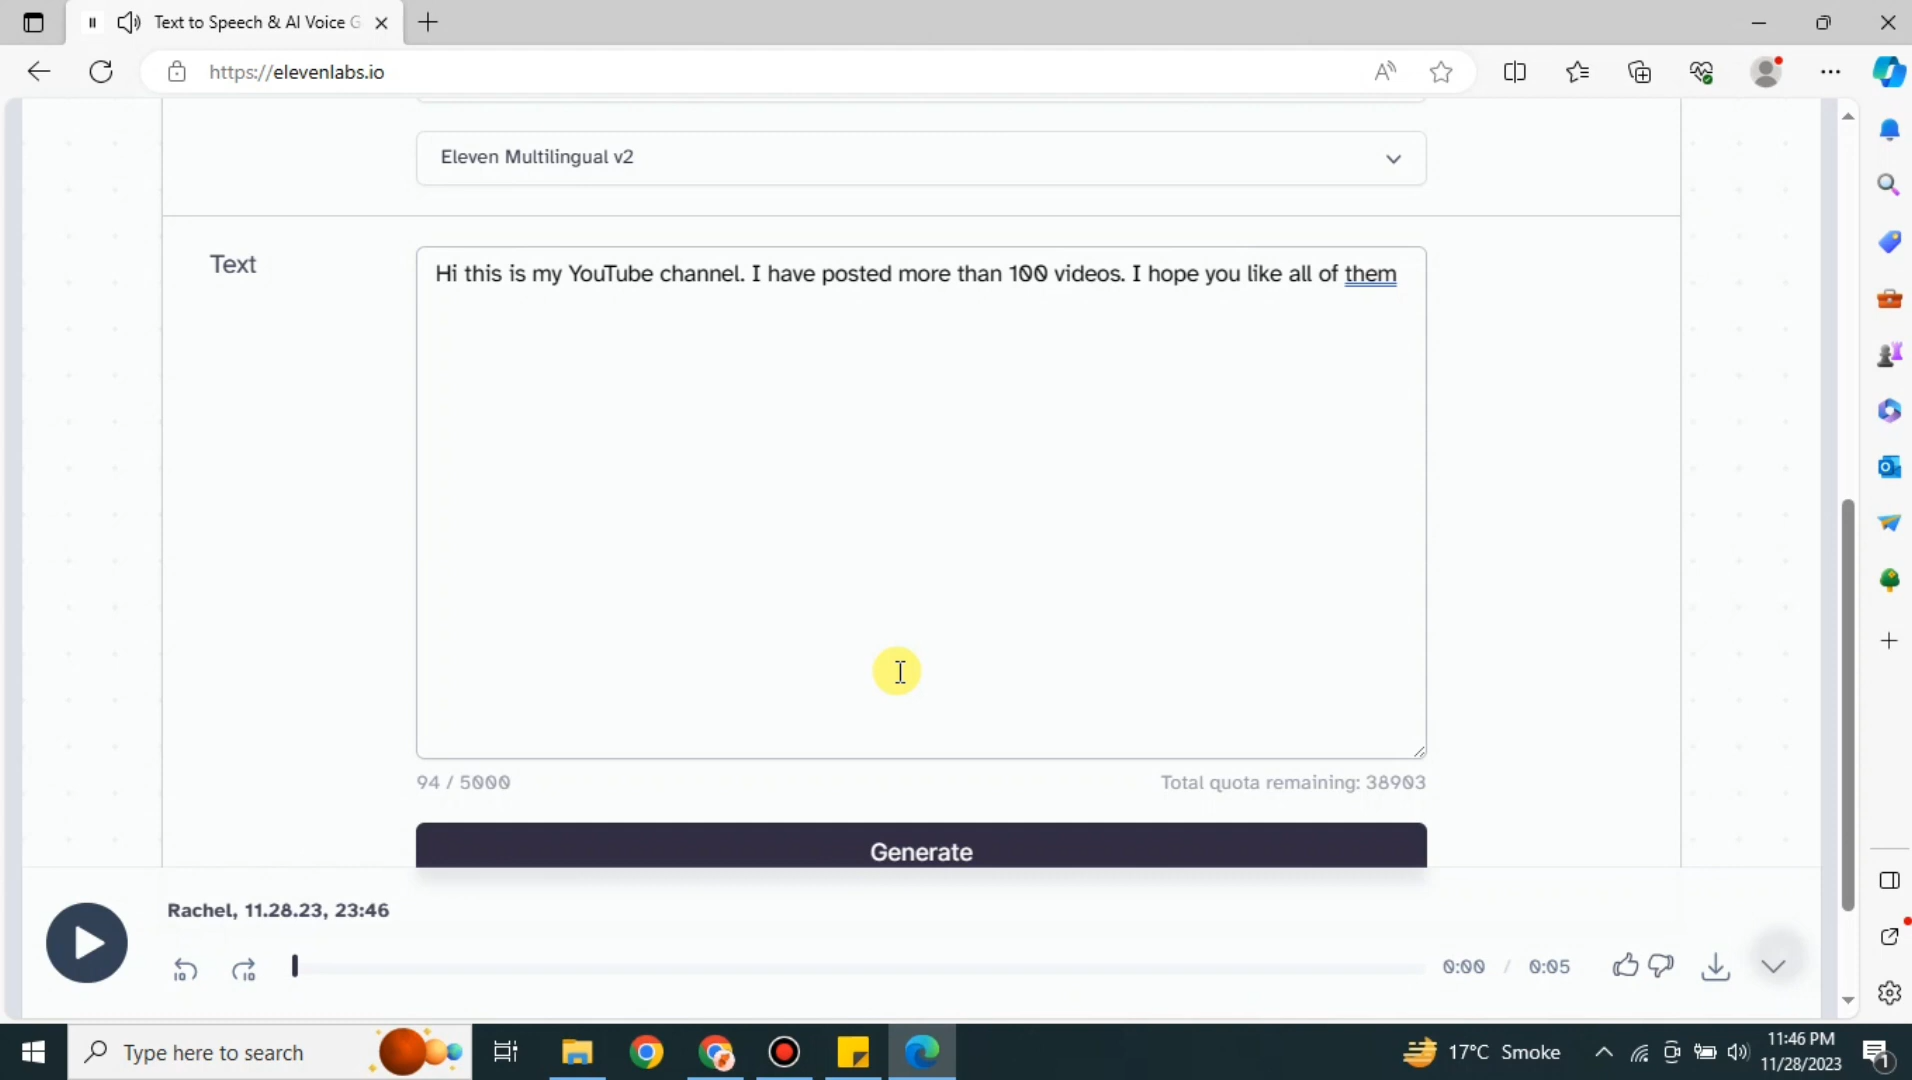 Text to Speech & AI Voice G
https://elevenlabs.io
Eleven Multilingual v2
Text
Hi this is my YouTube channel. I have posted more than 100 videos. I hope you like all of them
94 / 5000
Total quota remaining: 38903
Generate
Rachel, 11.28.23, 23:46
10
10
0:00 / 0:05
Type here to search
17°C Smoke
11:46 PM
11/28/2023
1